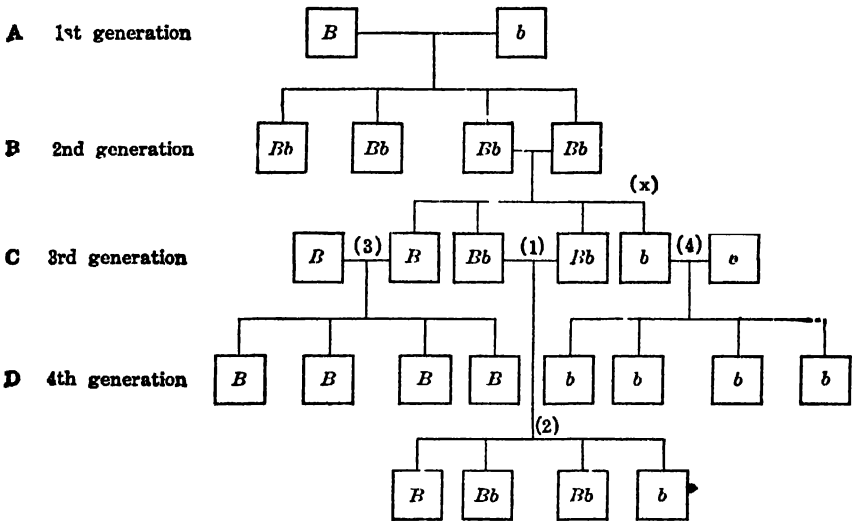 A 1st generation B b
Bb Bb Bb Bb
B 2nd generation
(x)
C 3rd generation B (3) B Bb (1) Bb b (4)
D 4th generation B B B B b b b b
(2)
B Bb Bb b